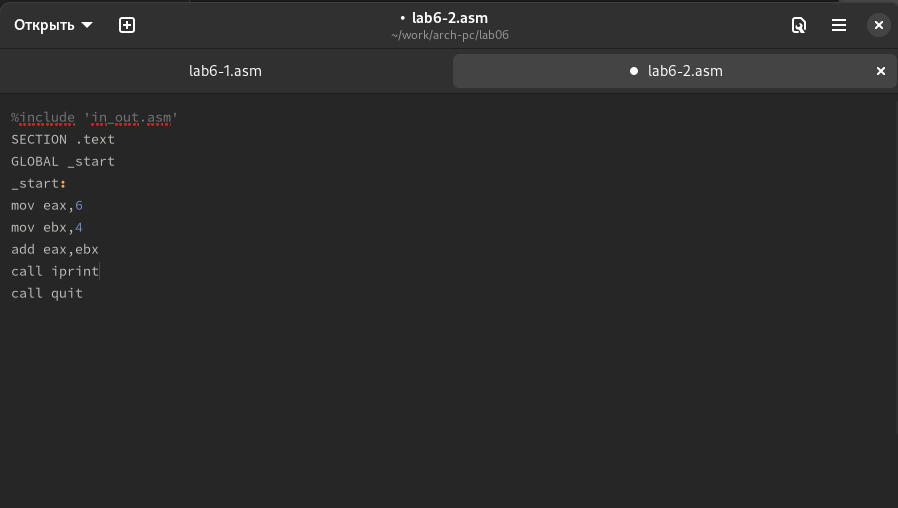 Открыть
• lab6-2.asm
~/work/arch-pc/lab06
lab6-1.asm
lab6-2.asm
%include 'in_out.asm'
SECTION .text
GLOBAL _start
_start:
mov eax,6
mov ebx,4
add eax,ebx
call iprint
call quit